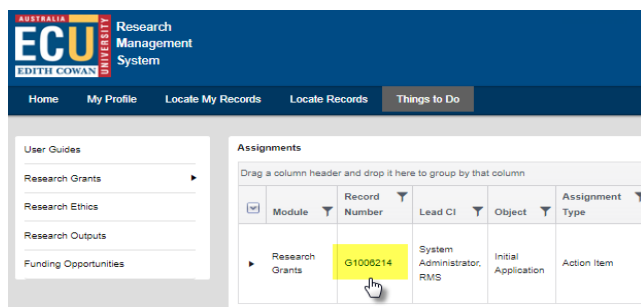 AUSTRALIA
ECU
EDITH COWAN
UNIVERSITY
Research
Management
System
Home My Profile Locate My Records Locate Records Things to Do
User Guides
Research Grants
Research Ethics
Research Outputs
Funding Opportunities
Assignments
Drag a column header and drop it here to group by that column
Module Record Number Lead CI Object Assignment Type
Research Grants G1006214 System Administrator, RMS Initial Application Action Item